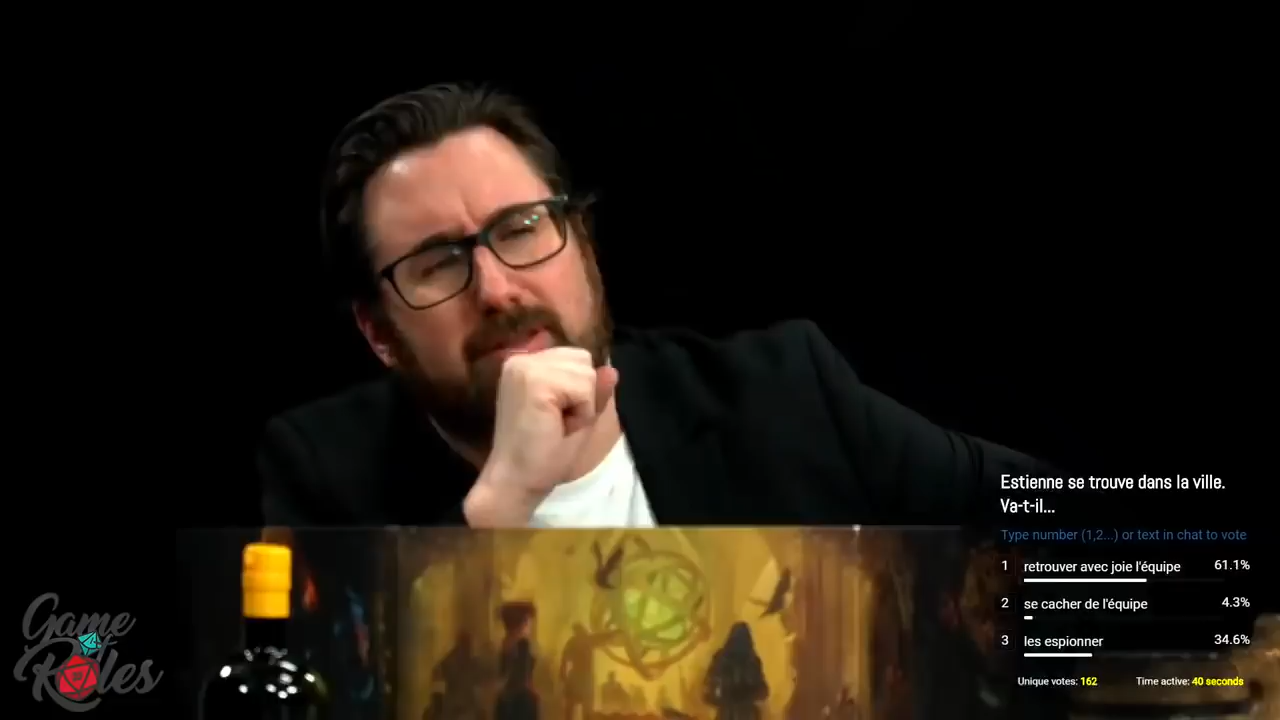 Estienne se trouve dans la ville.
Va-t-il...
Type number (1,2...) or text in chat to vote
1 retrouver avec joie l'équipe 61.1%
2 se cacher de l'équipe 4.3%
3 les espionner 34.6%
Unique votes: 162 Time active: 40 seconds
Game
of Rôles